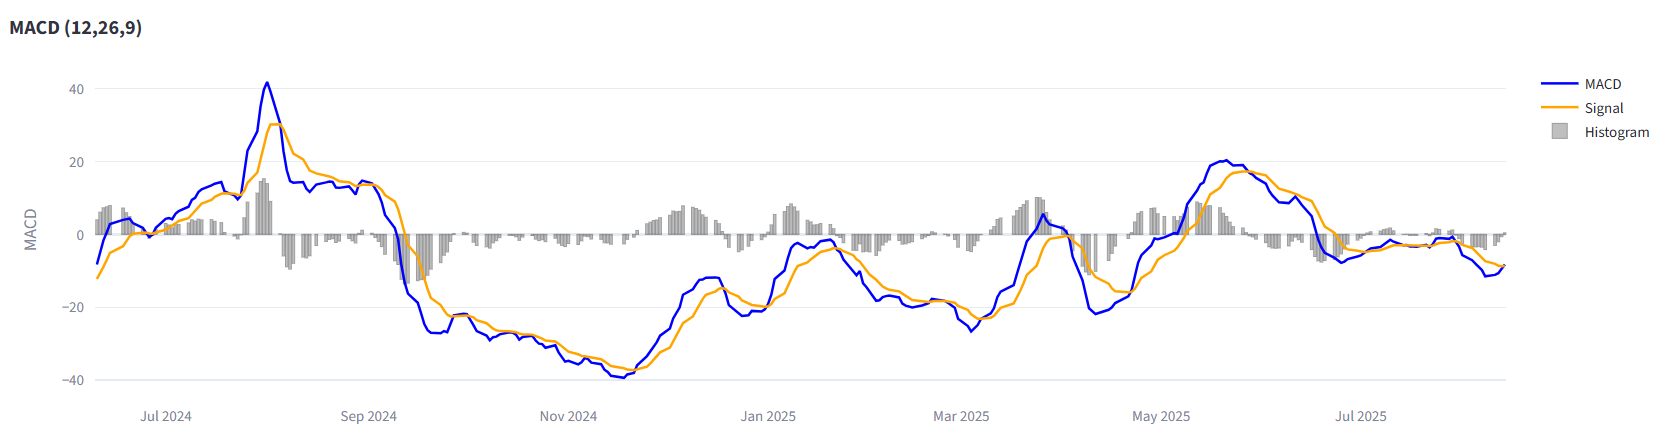 MACD (12,26,9)
MACD
40
20
0
−20
−40
Jul 2024
Sep 2024
Nov 2024
Jan 2025
Mar 2025
May 2025
Jul 2025
MACD
Signal
Histogram